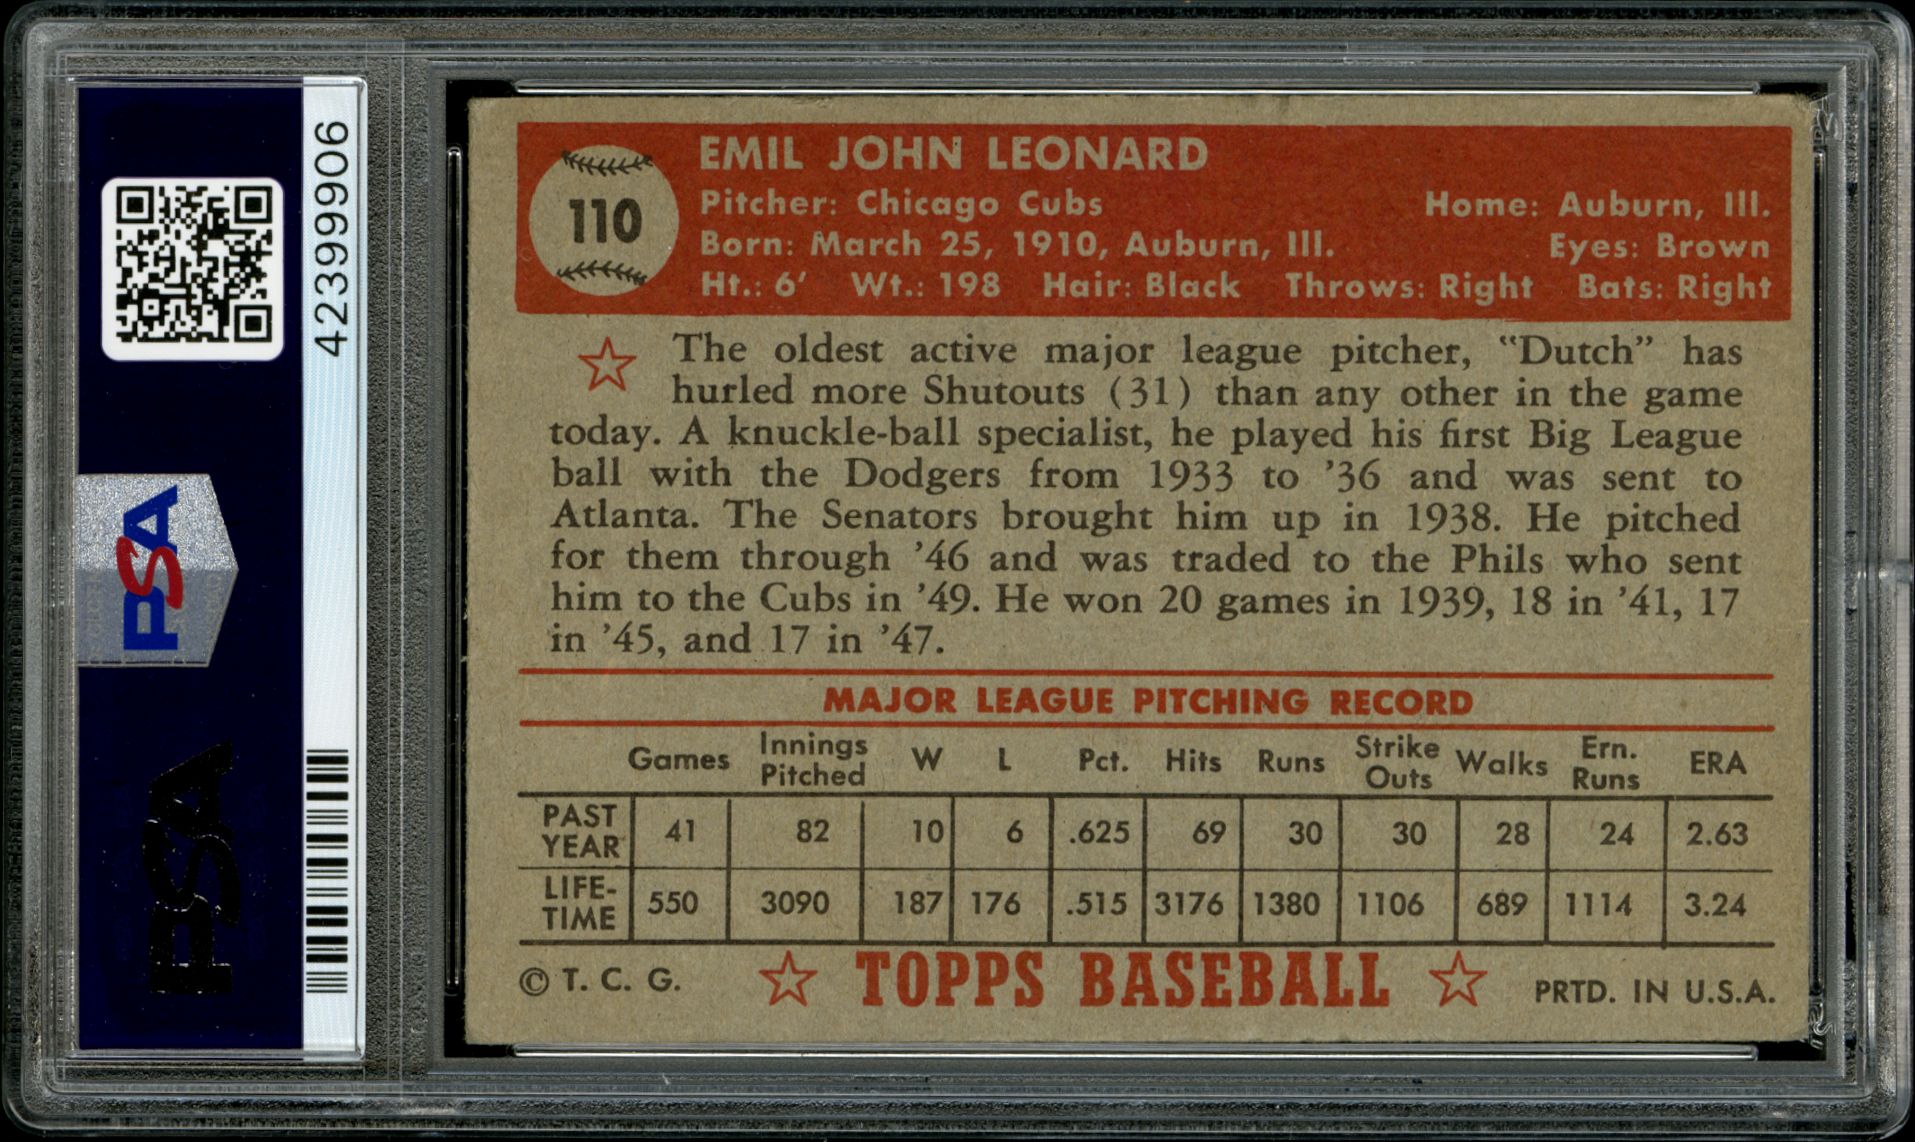 42399906
PSA
PSA
110
EMIL JOHN LEONARD
Pitcher: Chicago Cubs Home: Auburn, Ill.
Born: March 25, 1910, Auburn, Ill. Eyes: Brown
Ht.: 6' Wt.: 198 Hair: Black Throws: Right Bats: Right
The oldest active major league pitcher, "Dutch" has
hurled more Shutouts (31) than any other in the game
today. A knuckle-ball specialist, he played his first Big League
ball with the Dodgers from 1933 to '36 and was sent to
Atlanta. The Senators brought him up in 1938. He pitched
for them through '46 and was traded to the Phils who sent
him to the Cubs in '49. He won 20 games in 1939, 18 in '41, 17
in '45, and 17 in '47.
MAJOR LEAGUE PITCHING RECORD
Games Innings Pitched W L Pct. Hits Runs Strike Outs Walks Ern. Runs ERA
PAST YEAR 41 82 10 6 .625 69 30 30 28 24 2.63
LIFE-TIME 550 3090 187 176 .515 3176 1380 1106 689 1114 3.24
© T. C. G. TOPPS BASEBALL PRTD. IN U.S.A.